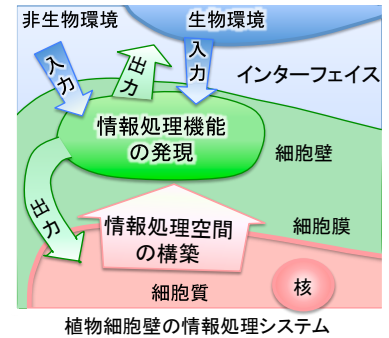 非生物環境
生物環境
入力
出力
入力
インターフェイス
情報処理機能
の発現
細胞壁
出力
情報処理空間
の構築
細胞膜
細胞質
核
植物細胞壁の情報処理システム